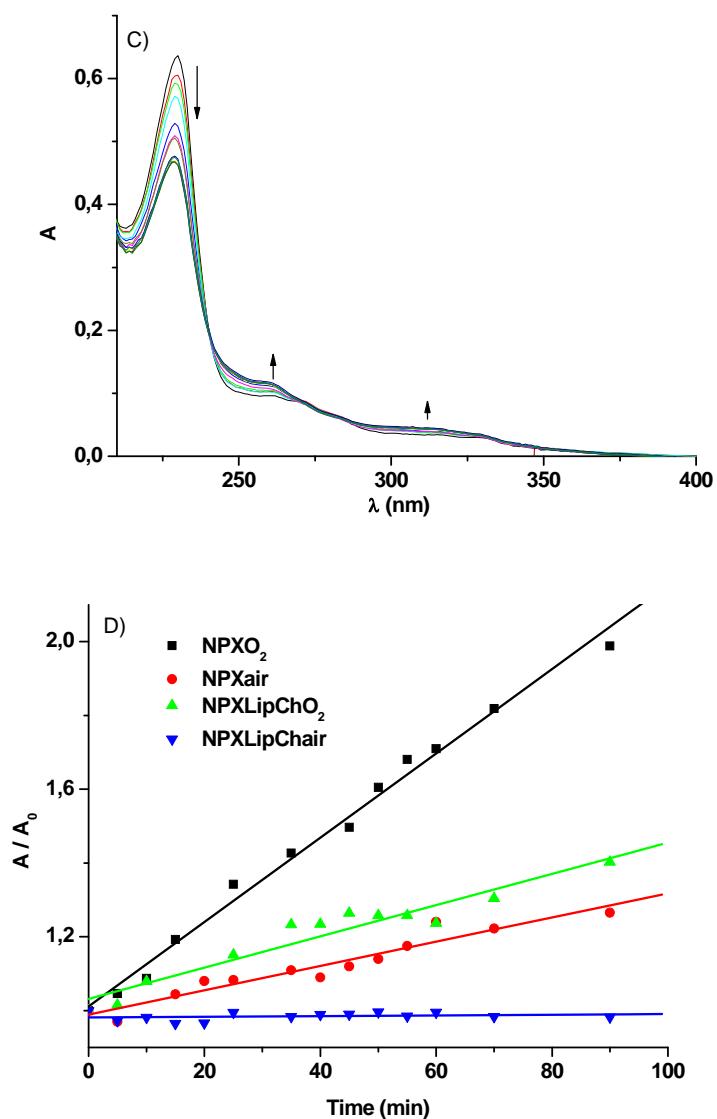 C)
0,6
0,4
0,2
0,0
A
250
300
350
400
λ (nm)
D)
NPXO₂
NPXair
NPXLipChO₂
NPXLipChair
2,0
1,6
1,2
A / A₀
0
20
40
60
80
100
Time (min)